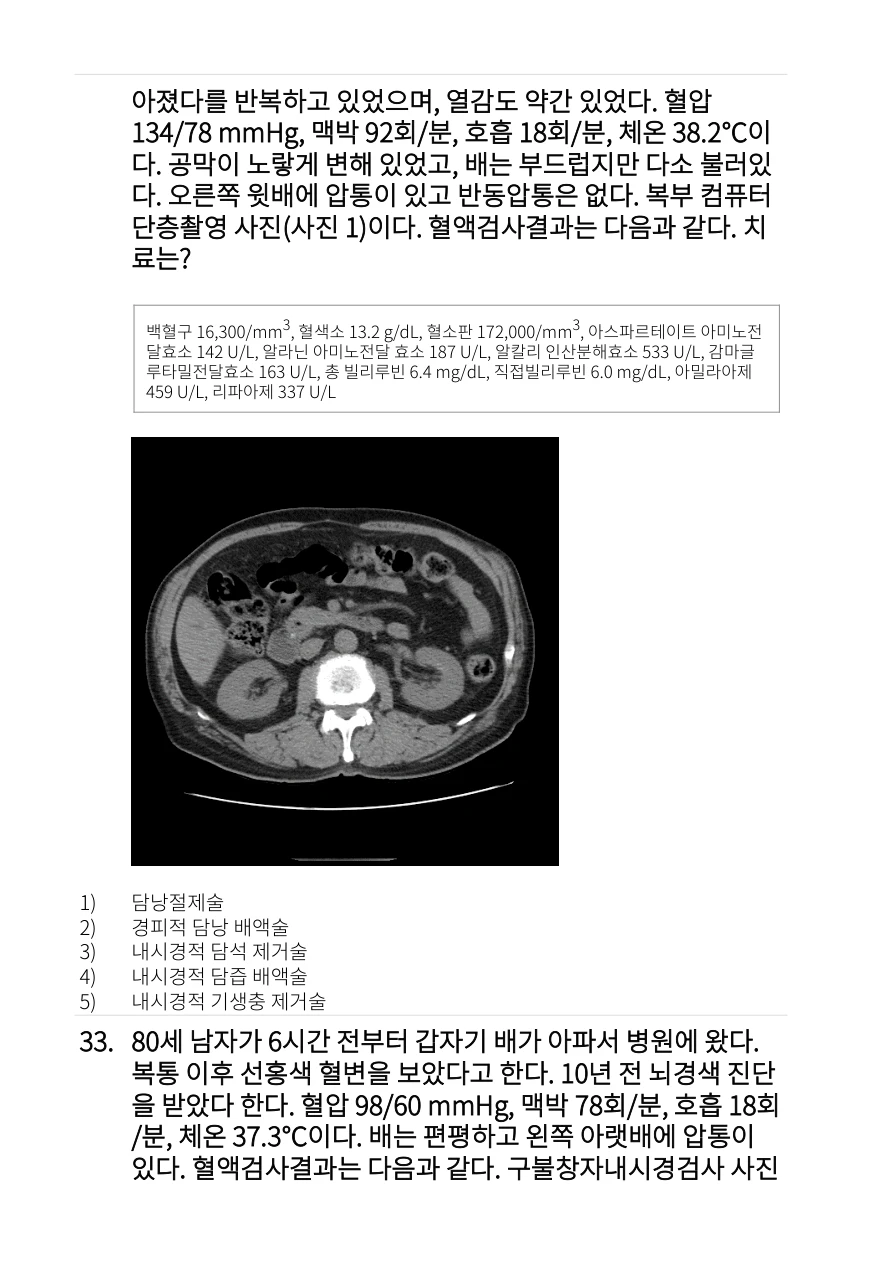 아졌다를 반복하고 있었으며, 열감도 약간 있었다. 혈압
134/78 mmHg, 맥박 92회/분, 호흡 18회/분, 체온 38.2℃이
다. 공막이 노랗게 변해 있었고, 배는 부드럽지만 다소 불러있
다. 오른쪽 윗배에 압통이 있고 반동압통은 없다. 복부 컴퓨터
단층촬영 사진(사진 1)이다. 혈액검사결과는 다음과 같다. 치
료는?
백혈구 16,300/mm3, 혈색소 13.2 g/dL, 혈소판 172,000/mm3, 아스파르테이트 아미노전
달효소 142 U/L, 알라닌 아미노전달 효소 187 U/L, 알칼리 인산분해효소 533 U/L, 감마글
루타밀전달효소 163 U/L, 총 빌리루빈 6.4 mg/dL, 직접빌리루빈 6.0 mg/dL, 아밀라아제
459 U/L, 리파아제 337 U/L
1) 담낭절제술
2) 경피적 담낭 배액술
3) 내시경적 담석 제거술
4) 내시경적 담즙 배액술
5) 내시경적 기생충 제거술
33. 80세 남자가 6시간 전부터 갑자기 배가 아파서 병원에 왔다.
복통 이후 선홍색 혈변을 보았다고 한다. 10년 전 뇌경색 진단
을 받았다 한다. 혈압 98/60 mmHg, 맥박 78회/분, 호흡 18회
/분, 체온 37.3℃이다. 배는 편평하고 왼쪽 아랫배에 압통이
있다. 혈액검사결과는 다음과 같다. 구불창자내시경검사 사진